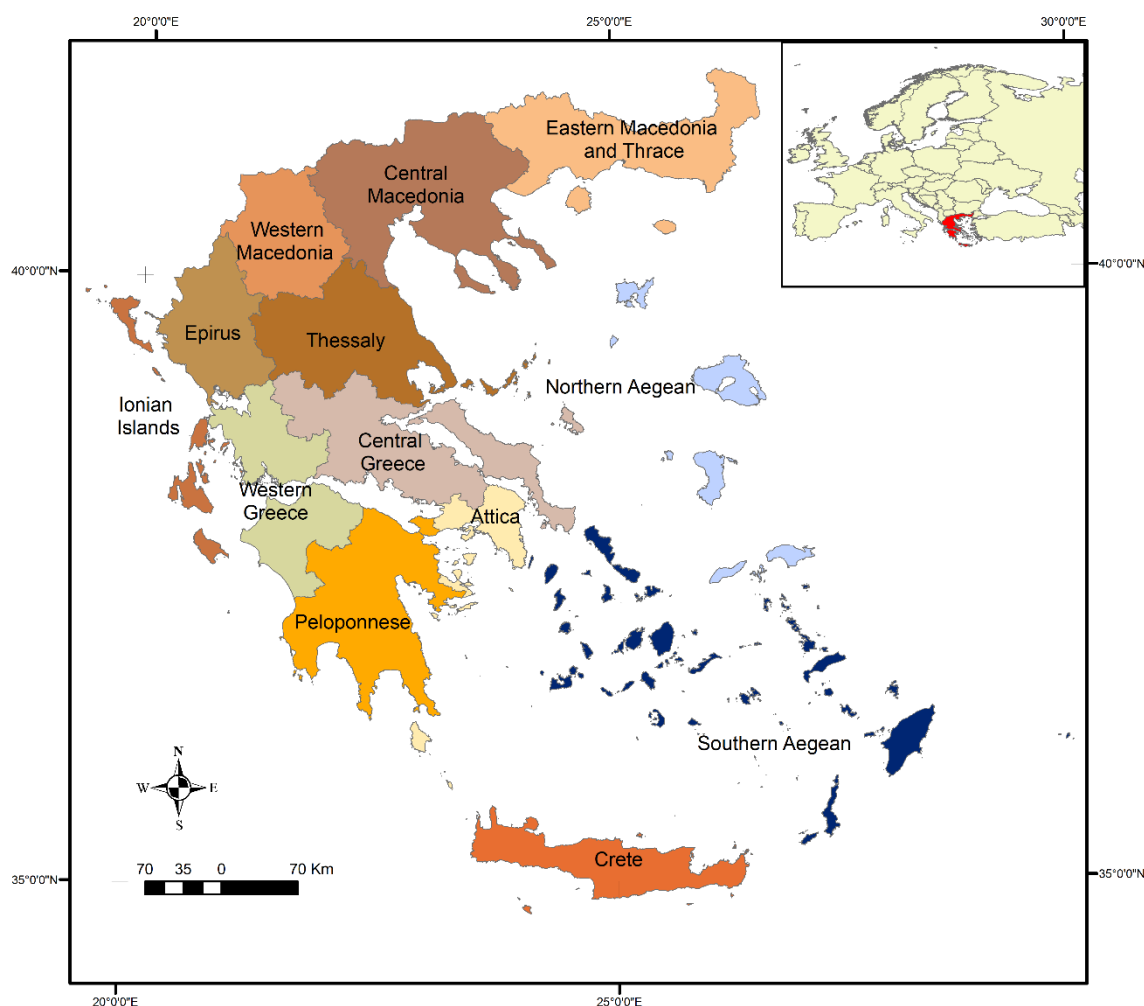 20°0'0"E 25°0'0"E 30°0'0"E
Eastern Macedonia
and Thrace
Central
Macedonia
Western
Macedonia
40°0'0"N 40°0'0"N
Epirus
Thessaly
Northern Aegean
Ionian
Islands
Central
Greece
Western
Greece
Attica
Peloponnese
Southern Aegean
N
W E
S
Crete
70 35 0 70 Km
35°0'0"N 35°0'0"N
20°0'0"E 25°0'0"E